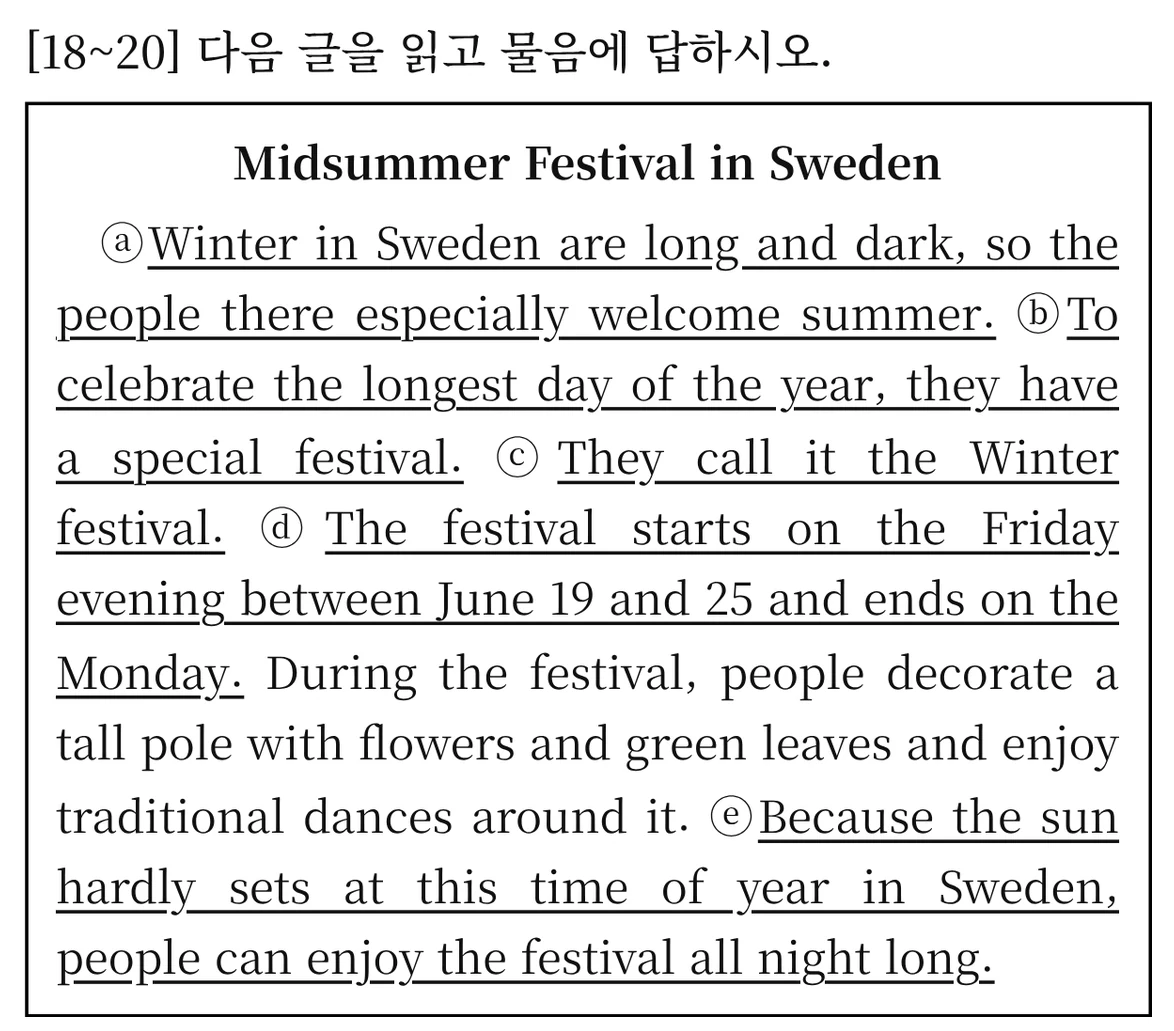 [18~20] 다음 글을 읽고 물음에 답하시오.
Midsummer Festival in Sweden
ⓐWinter in Sweden are long and dark, so the
people there especially welcome summer. ⓑTo
celebrate the longest day of the year, they have
a special festival. ⓒ They call it the Winter
festival. ⓓ The festival starts on the Friday
evening between June 19 and 25 and ends on the
Monday. During the festival, people decorate a
tall pole with flowers and green leaves and enjoy
traditional dances around it. ⓔBecause the sun
hardly sets at this time of year in Sweden,
people can enjoy the festival all night long.